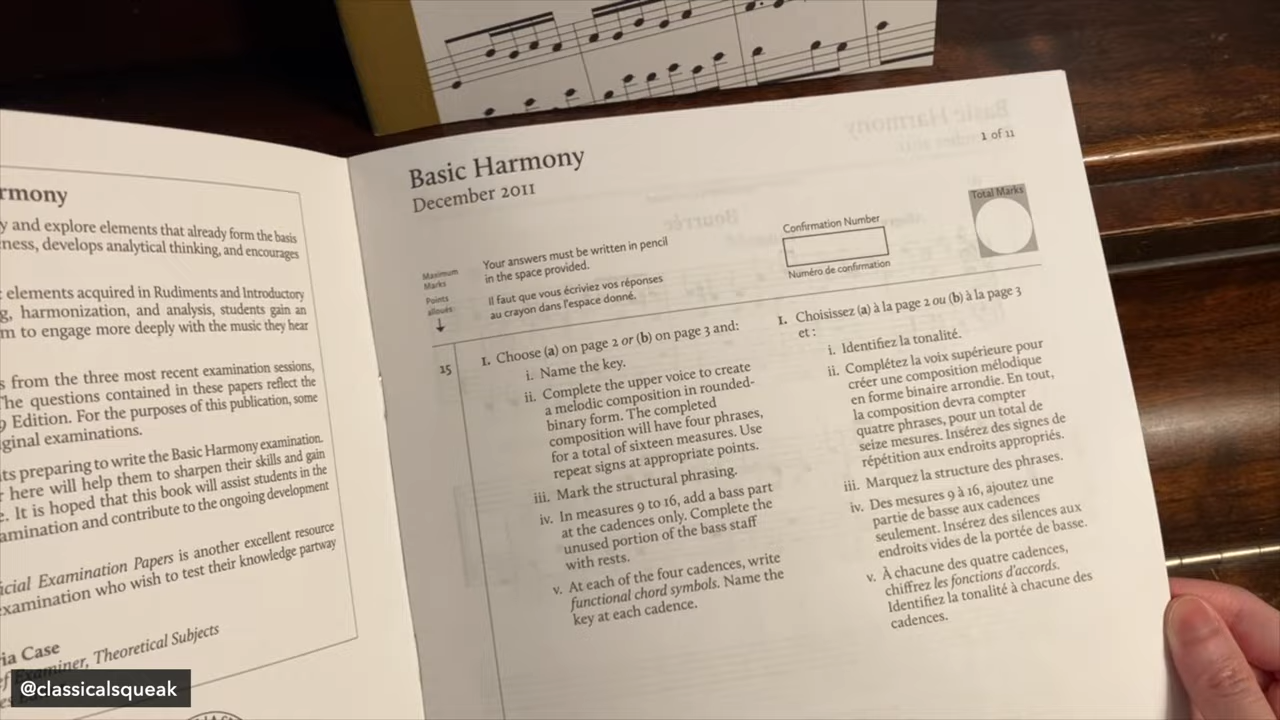 rmony
y and explore elements that already form the basis
ness, develops analytical thinking, and encourages
elements acquired in Rudiments and Introductory
g, harmonization, and analysis, students gain an
m to engage more deeply with the music they hear
s from the three most recent examination sessions,
The questions contained in these papers reflect the
9 Edition. For the purposes of this publication, some
ginal examinations.
ts preparing to write the Basic Harmony examination.
r here will help them to sharpen their skills and gain
e. It is hoped that this book will assist students in the
amination and contribute to the ongoing development
icial Examination Papers is another excellent resource
examination who wish to test their knowledge partway
ia Case
Examiner, Theoretical Subjects
@classicalsqueak
1 of 11
Basic Harmony
December 2011
Total Marks
Confirmation Number
Numéro de confirmation
Maximum
Marks
Points
alloués
Your answers must be written in pencil
in the space provided.
Il faut que vous écriviez vos réponses
au crayon dans l'espace donné.
15
1. Choose (a) on page 2 or (b) on page 3 and:
i. Name the key.
ii. Complete the upper voice to create
a melodic composition in rounded-
binary form. The completed
composition will have four phrases,
for a total of sixteen measures. Use
repeat signs at appropriate points.
iii. Mark the structural phrasing.
iv. In measures 9 to 16, add a bass part
at the cadences only. Complete the
unused portion of the bass staff
with rests.
v. At each of the four cadences, write
functional chord symbols. Name the
key at each cadence.
1. Choisissez (a) à la page 2 ou (b) à la page 3
et :
i. Identifiez la tonalité.
ii. Complétez la voix supérieure pour
créer une composition mélodique
en forme binaire arrondie. En tout,
la composition devra compter
quatre phrases, pour un total de
seize mesures. Insérez des signes de
répétition aux endroits appropriés.
iii. Marquez la structure des phrases.
iv. Des mesures 9 à 16, ajoutez une
partie de basse aux cadences
seulement. Insérez des silences aux
endroits vides de la portée de basse.
v. À chacune des quatre cadences,
chiffrez les fonctions d'accords.
Identifiez la tonalité à chacune des
cadences.